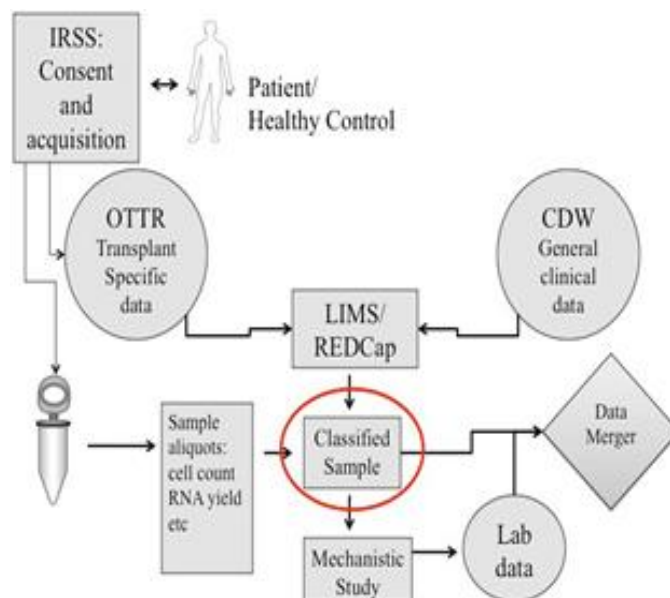 IRSS:
Consent
and
acquisition
Patient/
Healthy Control
OTTR
Transplant
Specific
data
CDW
General
clinical
data
LIMS/
REDCap
Sample
aliquots:
cell count
RNA yield
etc
Classified
Sample
Data
Merger
Mechanistic
Study
Lab
data